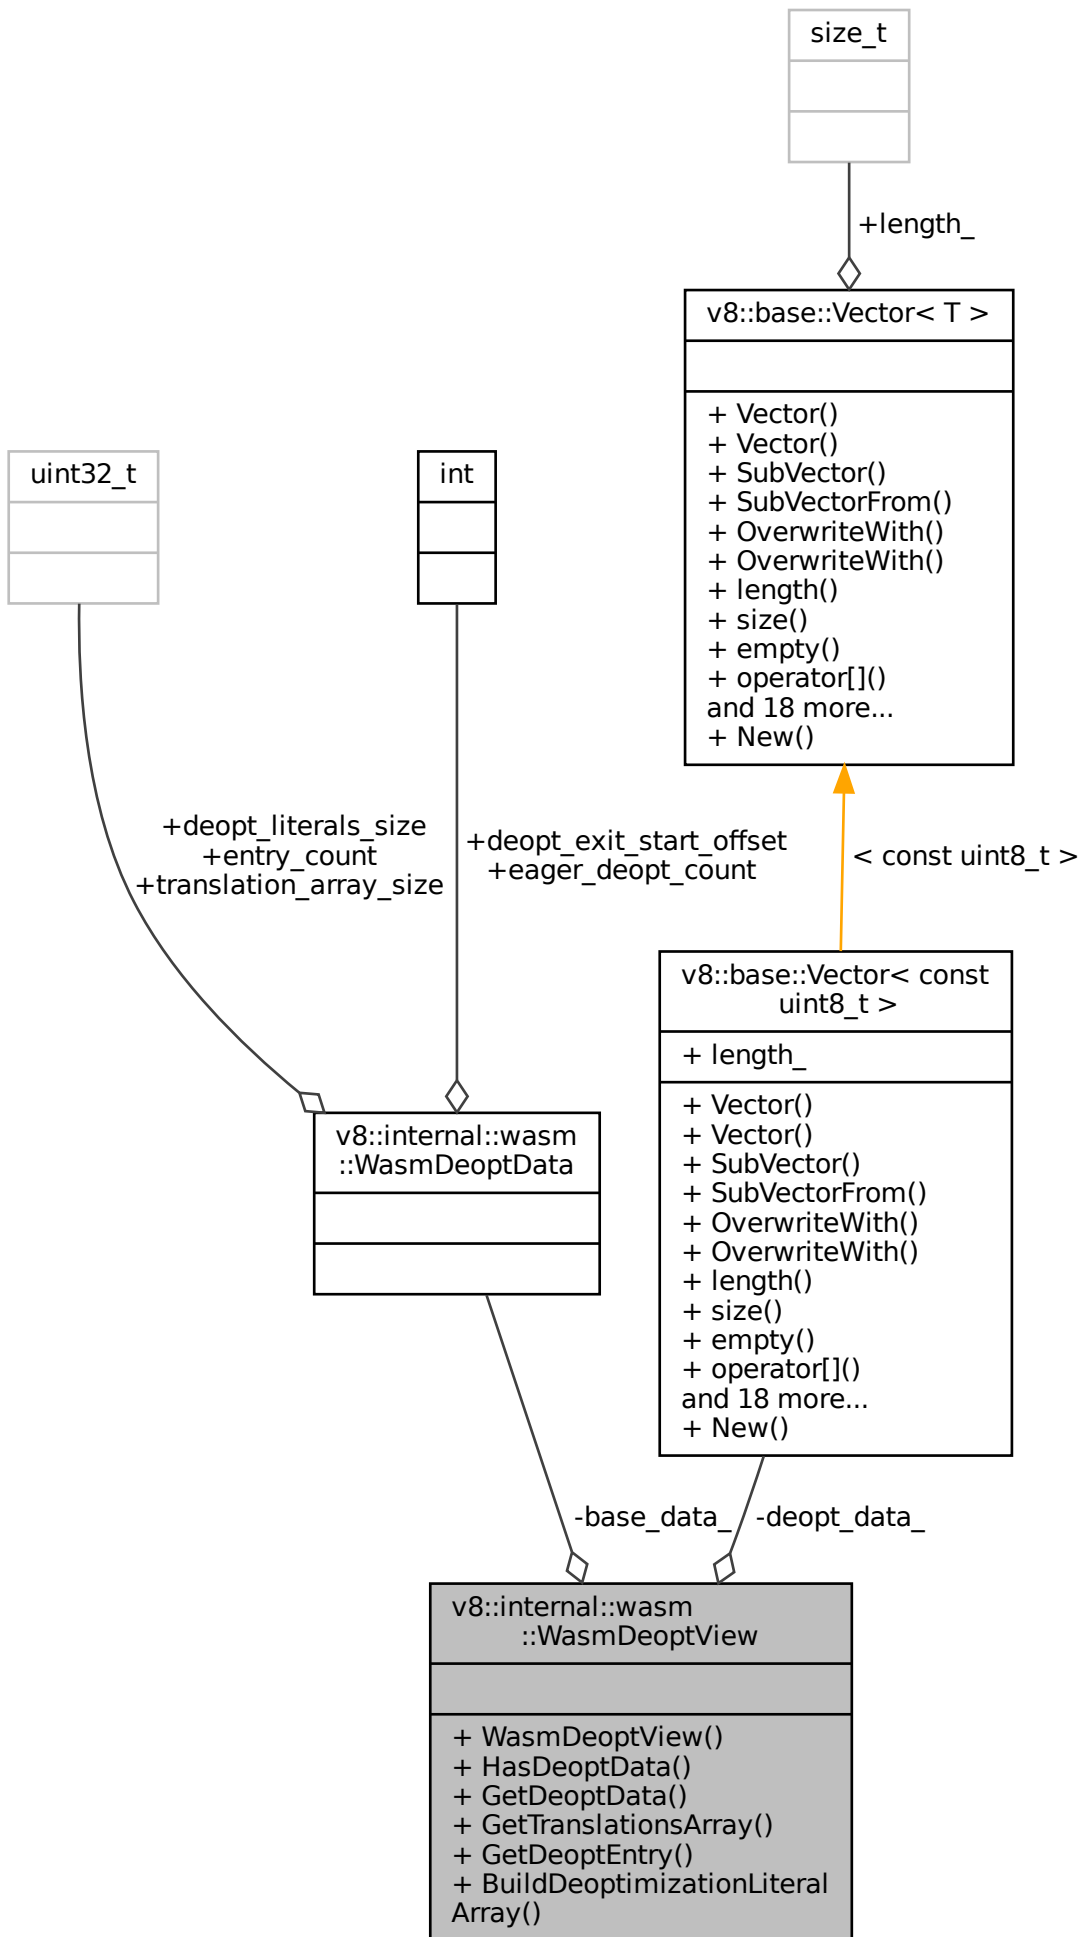 size_t
+length_
v8::base::Vector< T >
+ Vector()
+ Vector()
+ SubVector()
+ SubVectorFrom()
+ OverwriteWith()
+ OverwriteWith()
+ length()
+ size()
+ empty()
+ operator[]()
and 18 more...
+ New()
uint32_t
int
+deopt_literals_size
+entry_count
+translation_array_size
+deopt_exit_start_offset
+eager_deopt_count
< const uint8_t >
v8::base::Vector< const
uint8_t >
+ length_
+ Vector()
+ Vector()
+ SubVector()
+ SubVectorFrom()
+ OverwriteWith()
+ OverwriteWith()
+ length()
+ size()
+ empty()
+ operator[]()
and 18 more...
+ New()
v8::internal::wasm
::WasmDeoptData
-base_data_
-deopt_data_
v8::internal::wasm
::WasmDeoptView
+ WasmDeoptView()
+ HasDeoptData()
+ GetDeoptData()
+ GetTranslationsArray()
+ GetDeoptEntry()
+ BuildDeoptimizationLiteral
Array()